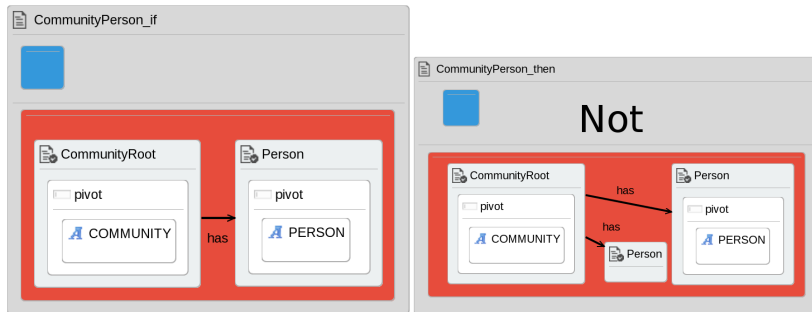 CommunityPerson_if
CommunityRoot
pivot
COMMUNITY
has
Person
pivot
PERSON
CommunityPerson_then
Not
CommunityRoot
pivot
COMMUNITY
has
has
Person
Person
pivot
PERSON